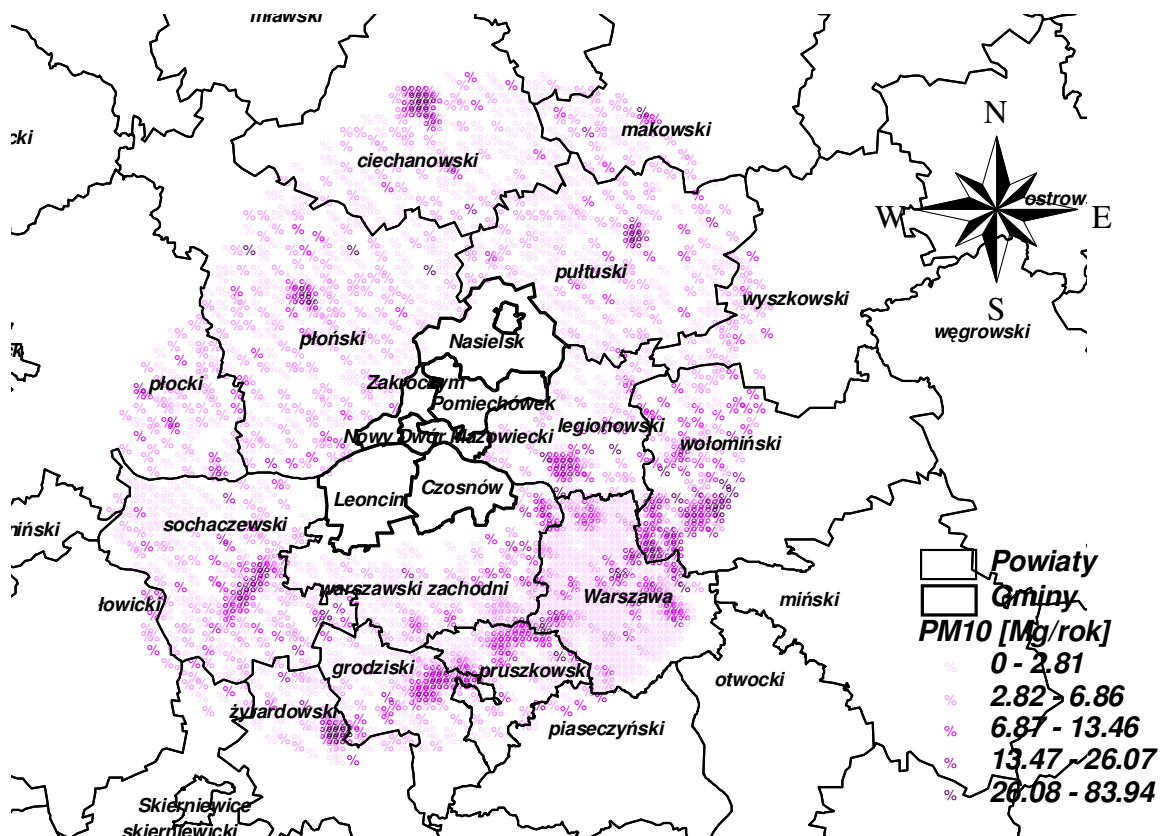 mławski
cki
makowski
ciechanowski
N
W
E
S
ostrow
pułtuski
wyszkowski
węgrowski
płoński
Nasielsk
płocki
Zakroczym
Pomiechówek
Nowy Dwór Mazowiecki
legionowski
wołomiński
Leoncin
Czosnów
sochaczewski
niński
warszawski zachodni
Warszawa
miński
łowicki
grodziski
pruszkowski
otwocki
żyrardowski
piaseczyński
Skierniewice
skierniewicki
Powiaty
Gminy
PM10 [Mg/rok]
% 0 - 2.81
% 2.82 - 6.86
% 6.87 - 13.46
% 13.47 - 26.07
% 26.08 - 83.94